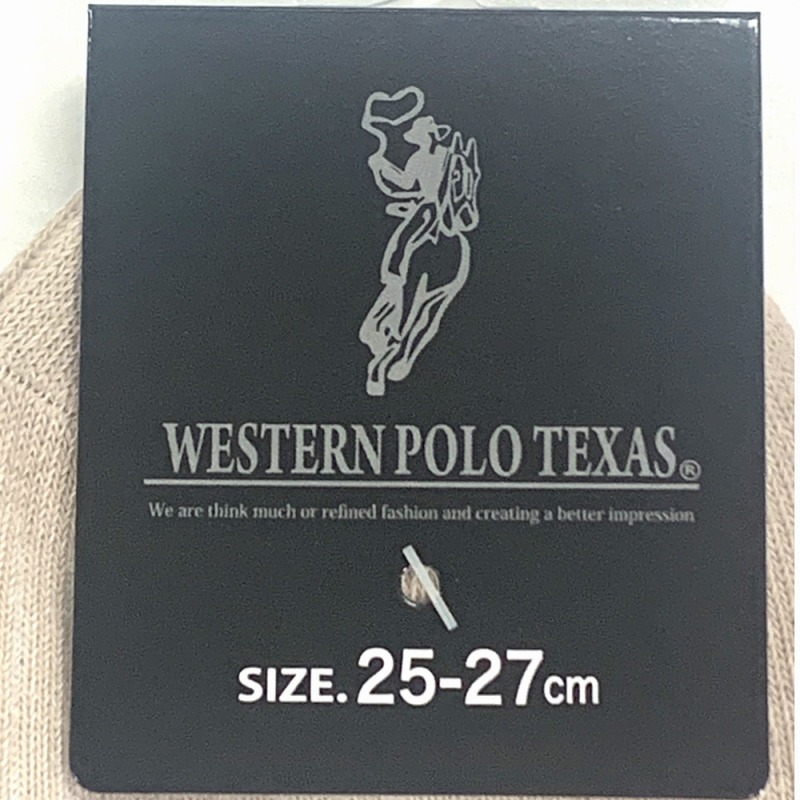 WESTERN POLO TEXAS®
We are think much or refined fashion and creating a better impression
SIZE. 25-27cm